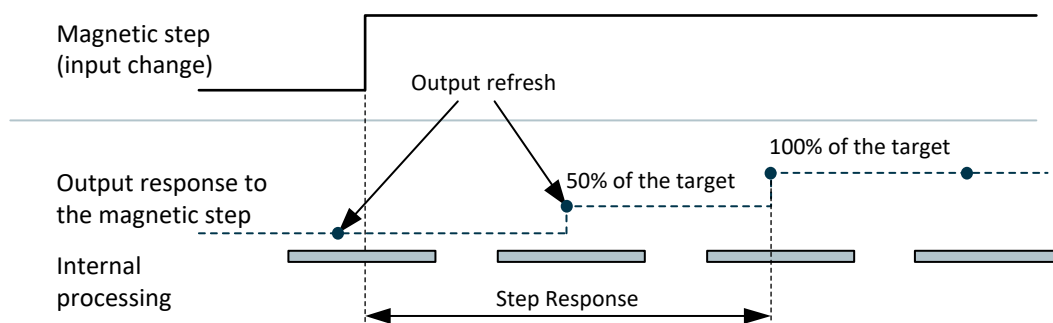 Magnetic step
(input change)
Output refresh
100% of the target
50% of the target
Output response to
the magnetic step
Internal
processing
Step Response